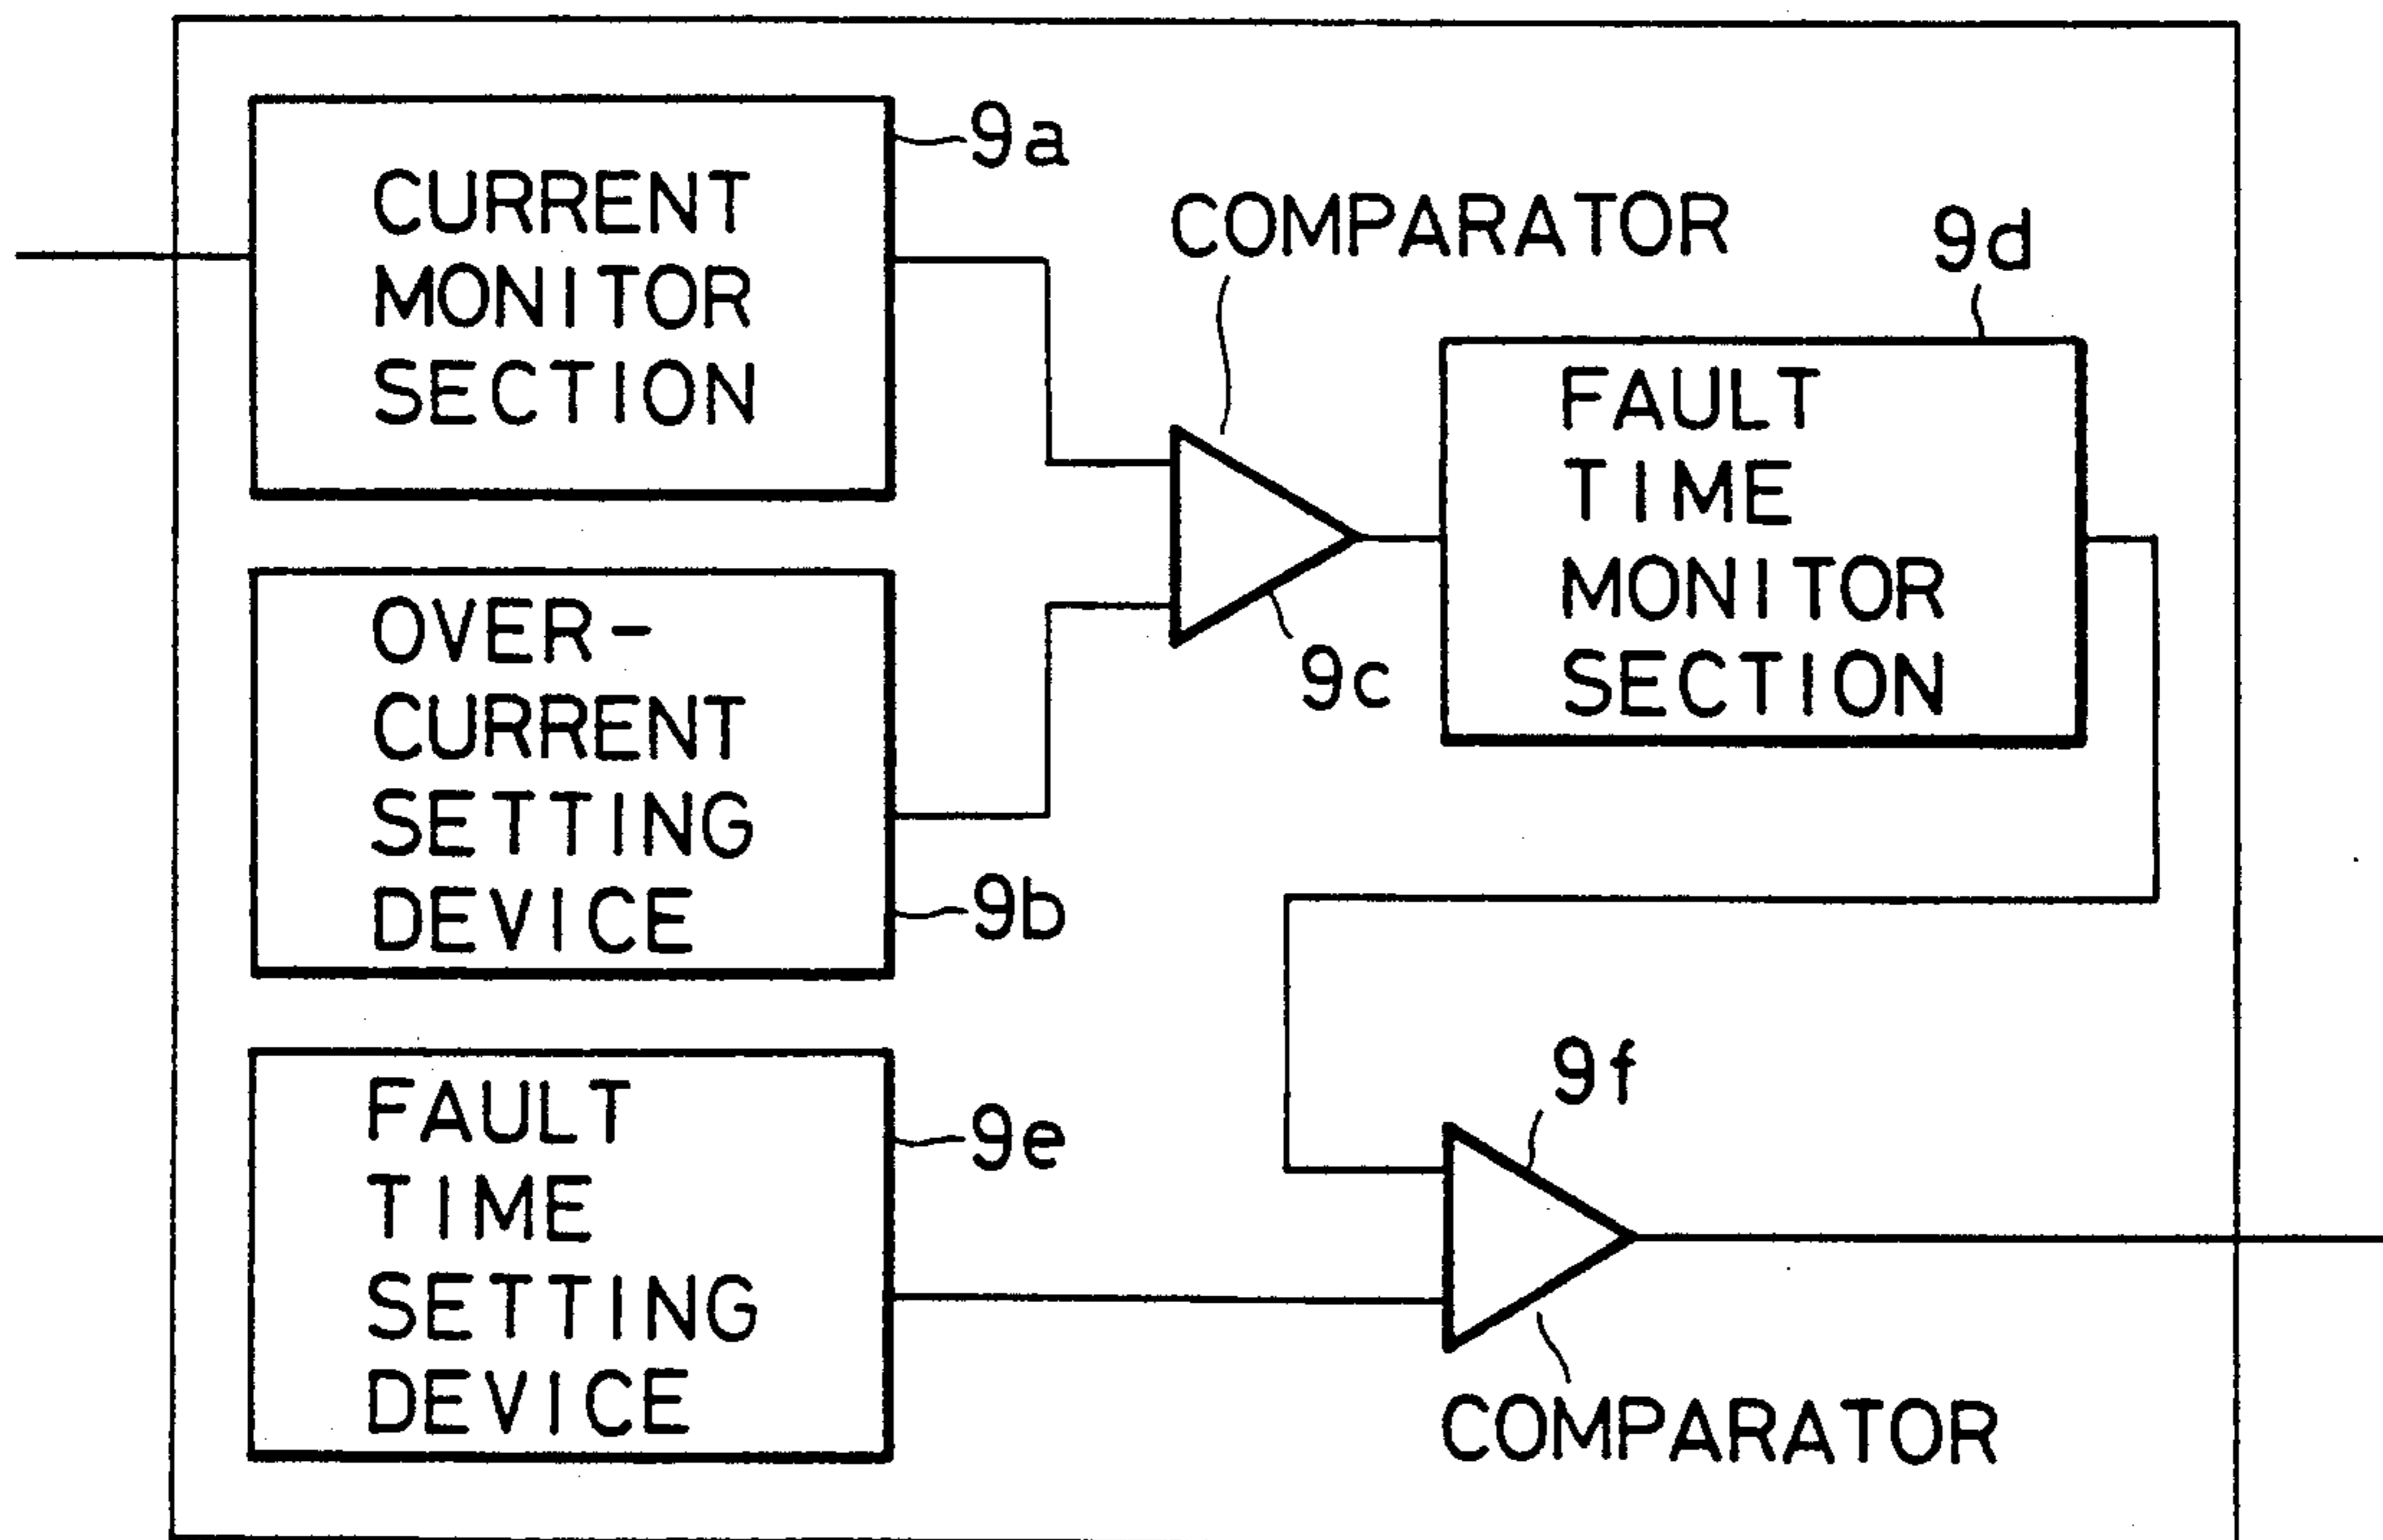 9a
CURRENT
MONITOR
SECTION
COMPARATOR
9d
FAULT
TIME
MONITOR
SECTION
9c
OVER-
CURRENT
SETTING
DEVICE
9b
FAULT
TIME
SETTING
DEVICE
9e
9f
COMPARATOR